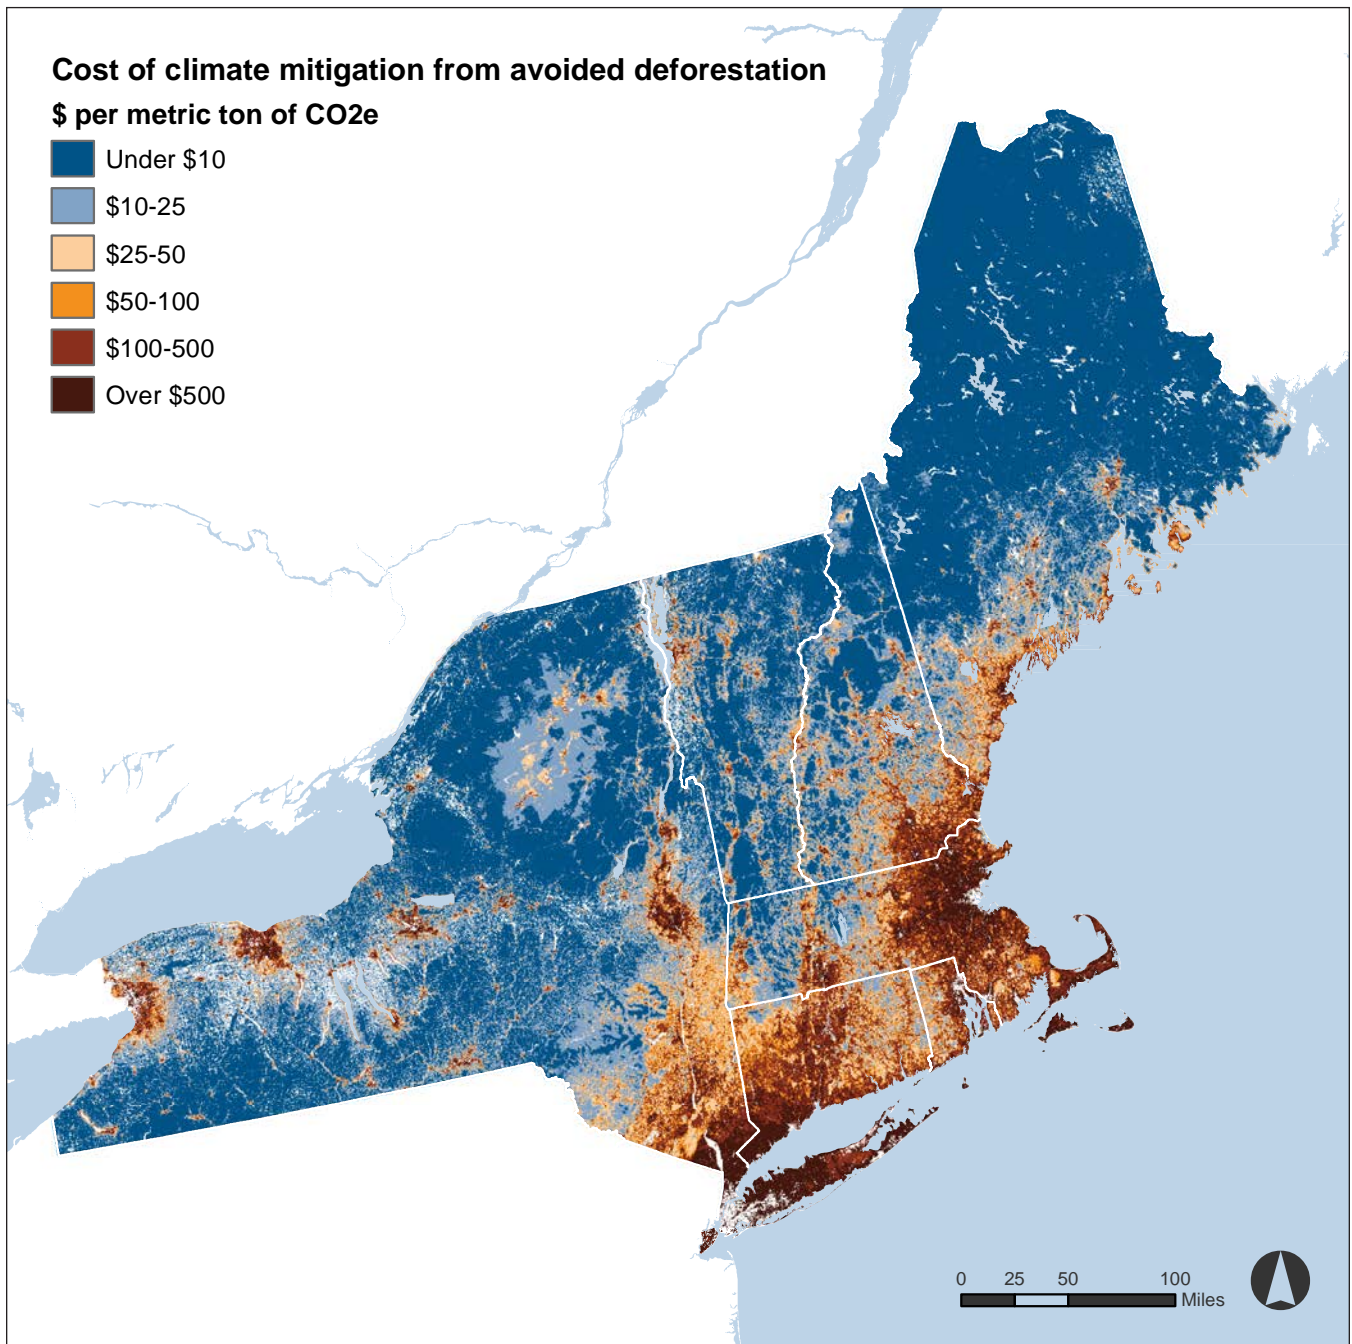 Cost of climate mitigation from avoided deforestation
$ per metric ton of CO2e
Under $10
$10-25
$25-50
$50-100
$100-500
Over $500
0 25 50 100
Miles